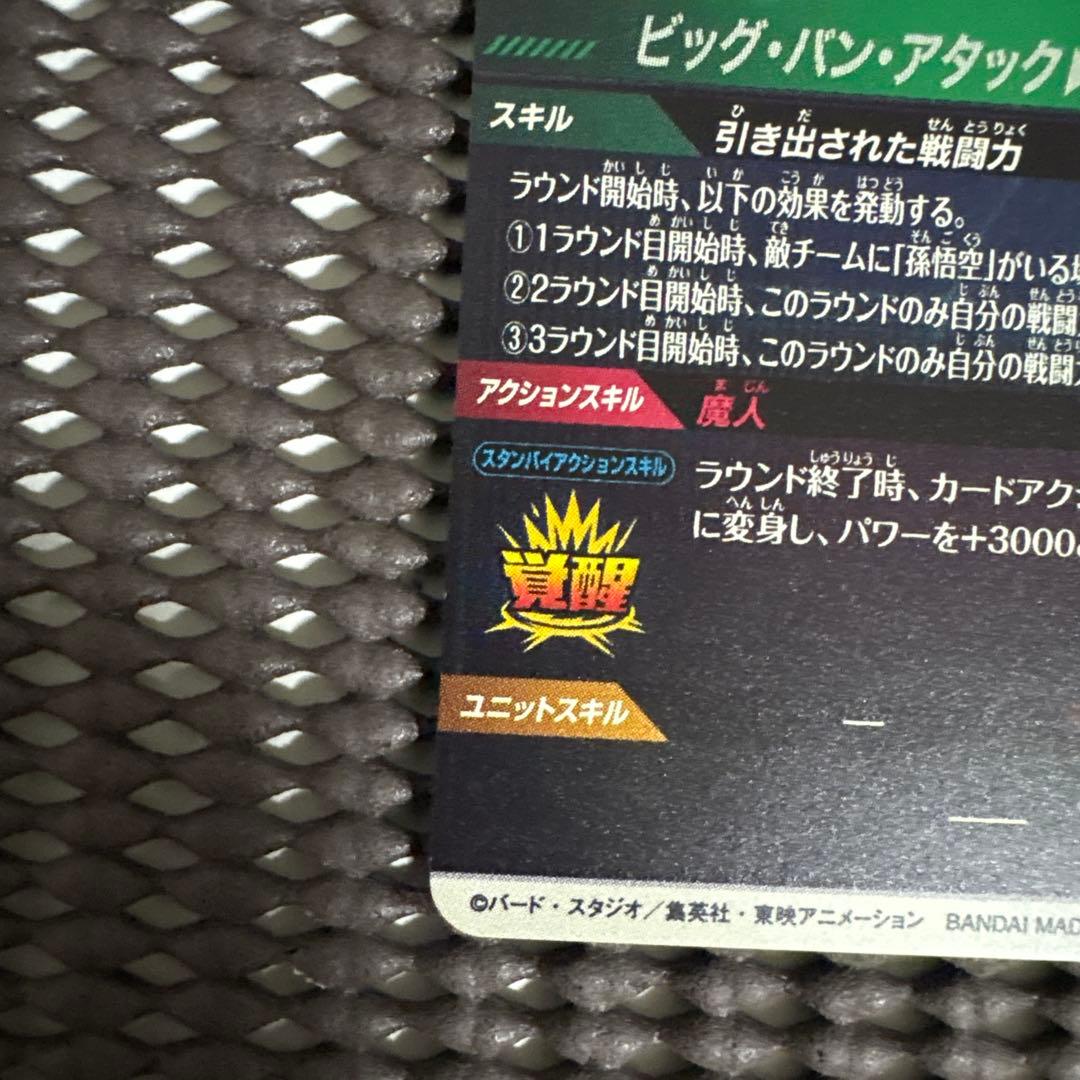 ビッグ・バン・アタック
スキル
引き出された戦闘力
ラウンド開始時、以下の効果を発動する。
①1ラウンド目開始時、敵チームに「孫悟空」がいる
②2ラウンド目開始時、このラウンドのみ自分の戦闘
③3ラウンド目開始時、このラウンドのみ自分の戦闘
アクションスキル
魔人
スタンバイアクションスキル
覚醒
ラウンド終了時、カードアク
に変身し、パワーを+3000
ユニットスキル
©バード・スタジオ/集英社・東映アニメーション BANDAI MAD